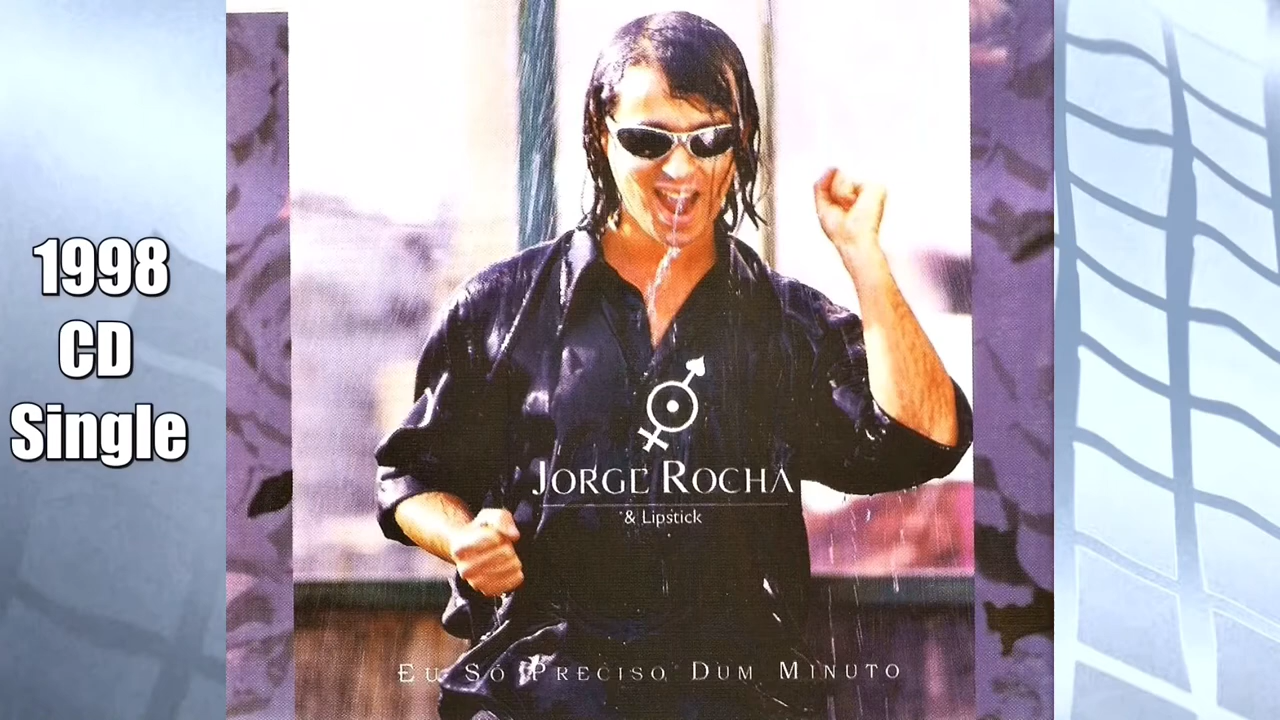 1998
CD
Single
JORGE ROCHA
& Lipstick
EU SÓ PRECISO DUM MINUTO